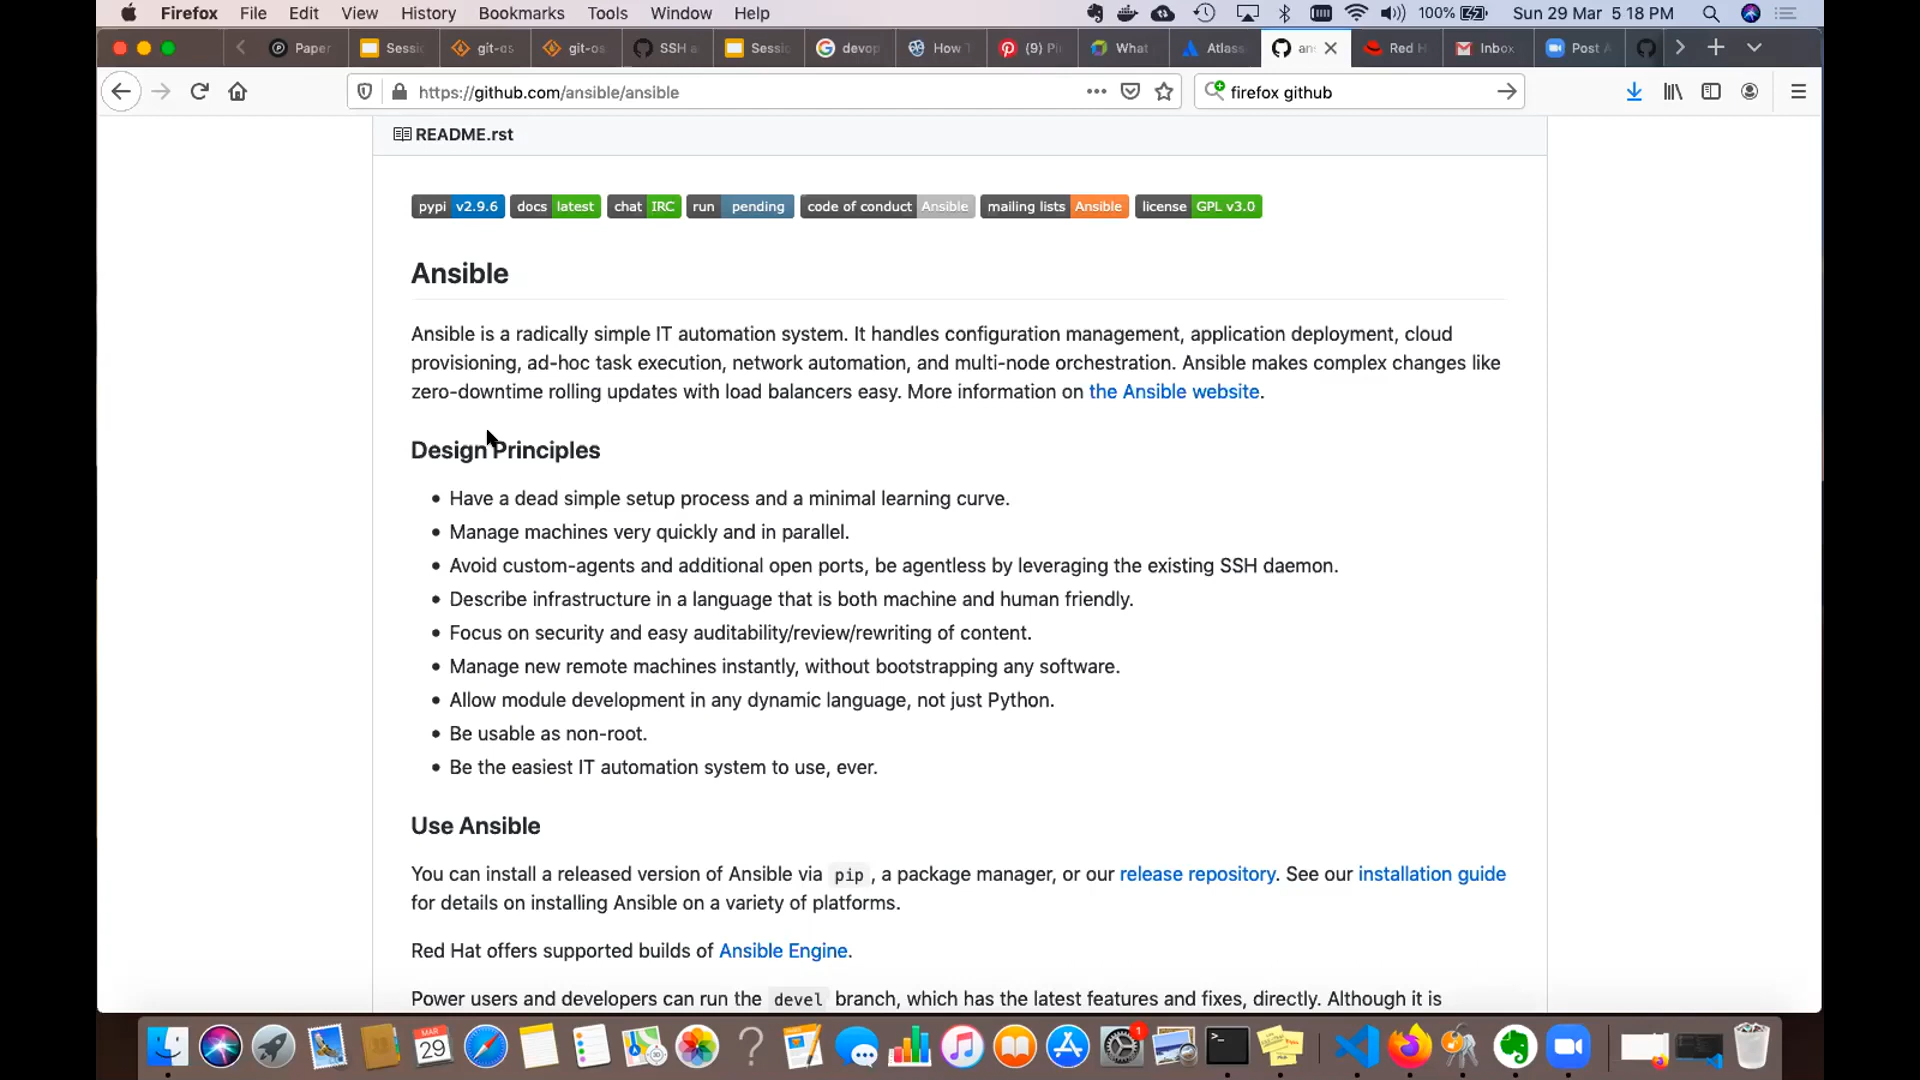 Firefox File Edit View History Bookmarks Tools Window Help 100% Sun 29 Mar 5:18 PM
Paper Sessi git-os git-os SSH a Sessi devop How T (9) Pi What Atlass ans Red H Inbox Post A
https://github.com/ansible/ansible firefox github
README.rst
pypi v2.9.6 docs latest chat IRC run pending code of conduct Ansible mailing lists Ansible license GPL v3.0
Ansible
Ansible is a radically simple IT automation system. It handles configuration management, application deployment, cloud
provisioning, ad-hoc task execution, network automation, and multi-node orchestration. Ansible makes complex changes like
zero-downtime rolling updates with load balancers easy. More information on the Ansible website.
Design Principles
• Have a dead simple setup process and a minimal learning curve.
• Manage machines very quickly and in parallel.
• Avoid custom-agents and additional open ports, be agentless by leveraging the existing SSH daemon.
• Describe infrastructure in a language that is both machine and human friendly.
• Focus on security and easy auditability/review/rewriting of content.
• Manage new remote machines instantly, without bootstrapping any software.
• Allow module development in any dynamic language, not just Python.
• Be usable as non-root.
• Be the easiest IT automation system to use, ever.
Use Ansible
You can install a released version of Ansible via pip, a package manager, or our release repository. See our installation guide
for details on installing Ansible on a variety of platforms.
Red Hat offers supported builds of Ansible Engine.
Power users and developers can run the devel branch, which has the latest features and fixes, directly. Although it is
MAR
29
1